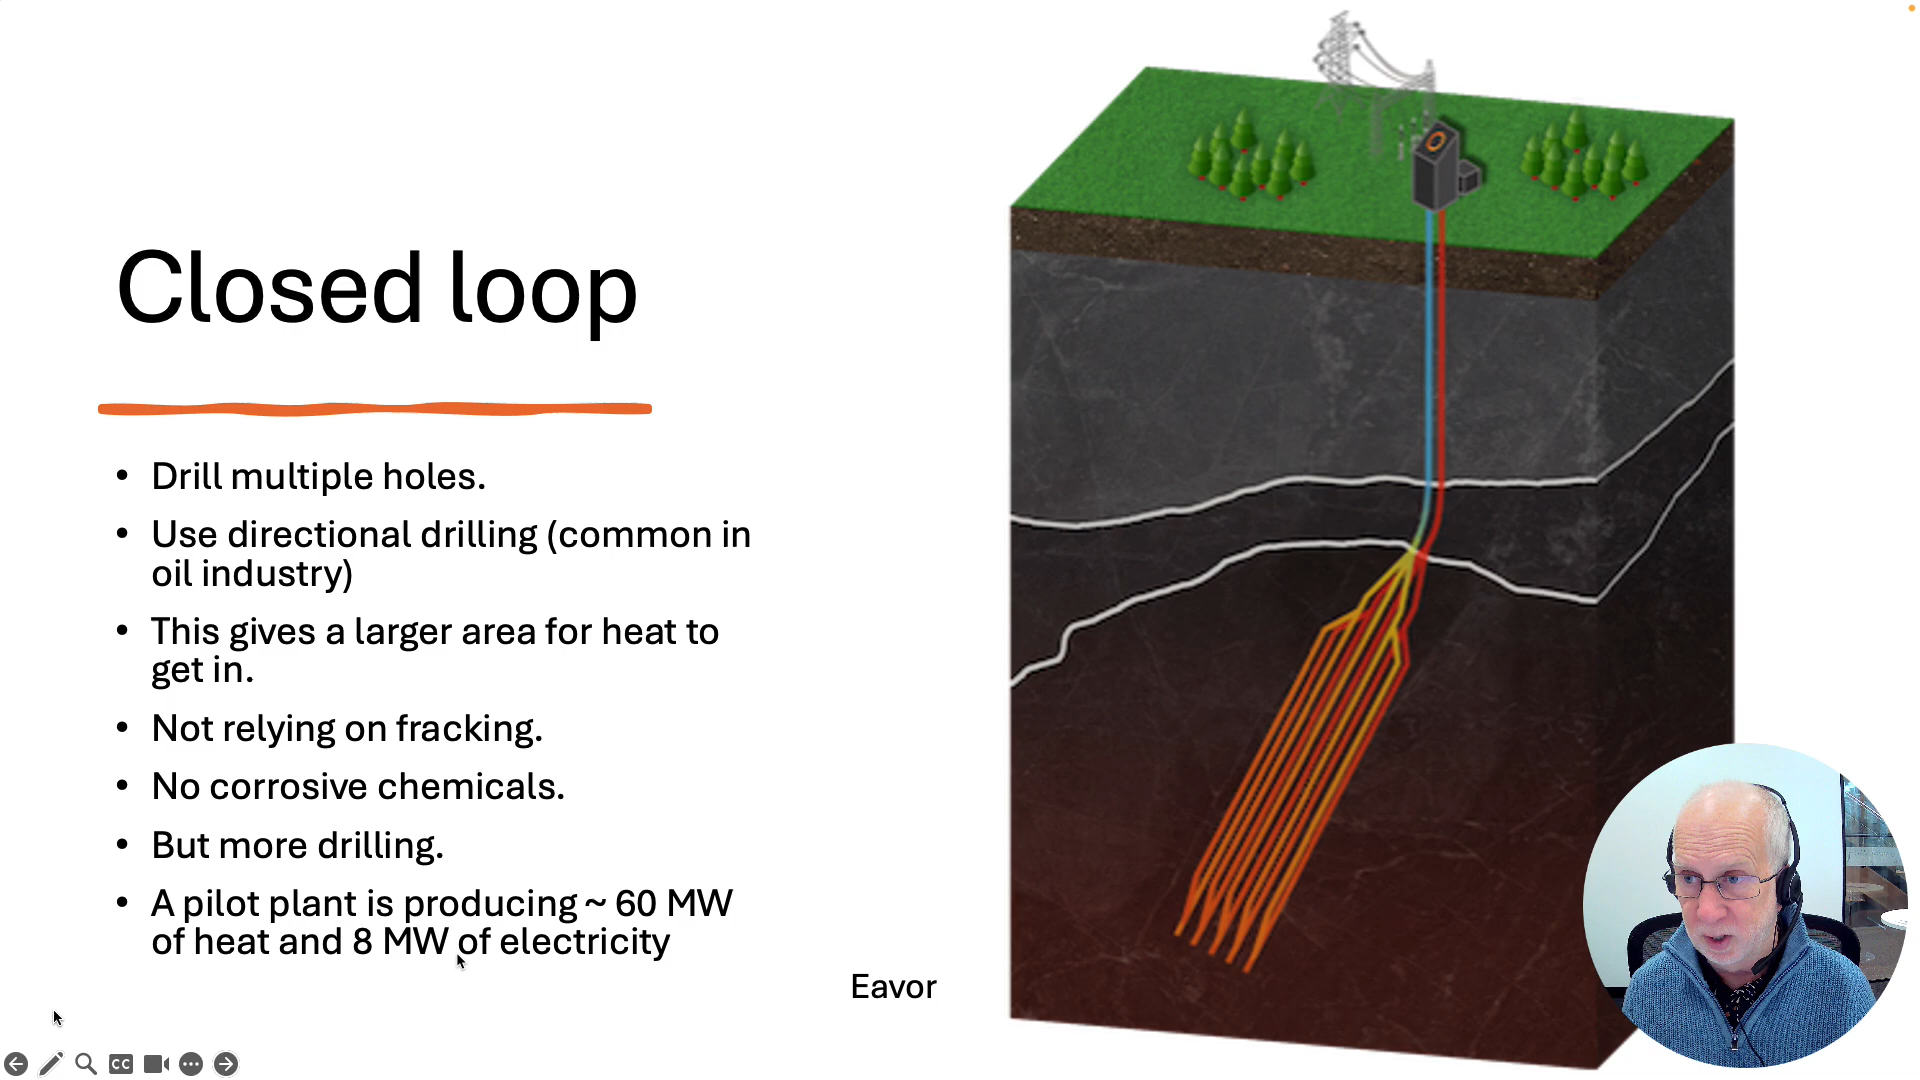 Closed loop
• Drill multiple holes.
• Use directional drilling (common in
oil industry)
• This gives a larger area for heat to
get in.
• Not relying on fracking.
• No corrosive chemicals.
• But more drilling.
• A pilot plant is producing ~ 60 MW
of heat and 8 MW of electricity
Eavor
CC